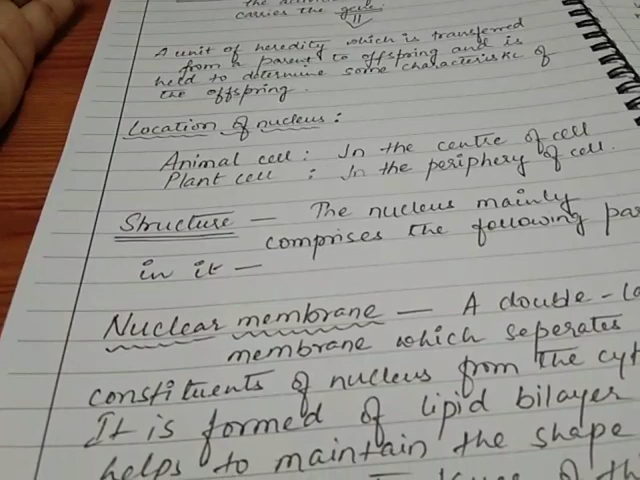 carries the gene.
A unit of heredity which is transferred
from a parent to offspring and is
held to determine some characteristic of
the offspring.
Location of nucleus :
Animal cell : In the centre of cell
Plant cell : In the periphery of cell.
Structure — The nucleus mainly
comprises the following par
in it —
Nuclear membrane — A double-la
membrane which seperates
constituents of nucleus from the cyt
It is formed of lipid bilayer
helps to maintain the shape